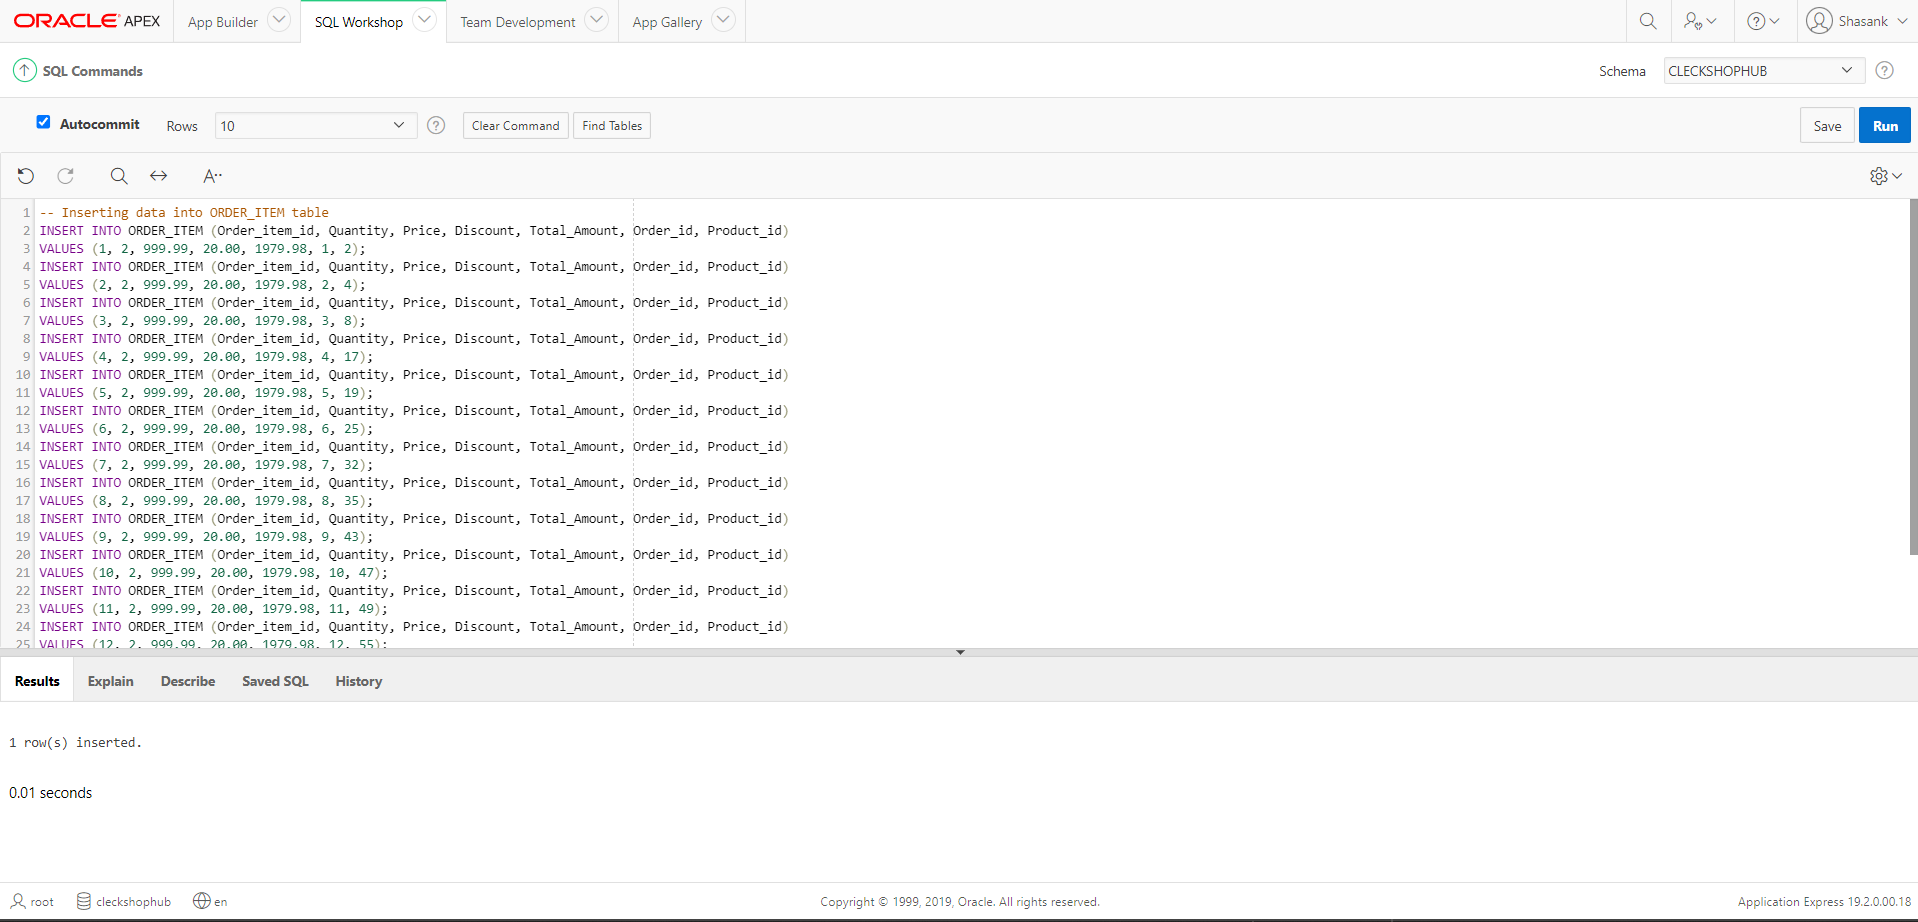 ORACLE APEX App Builder SQL Workshop Team Development App Gallery Shasank
SQL Commands Schema CLECKSHOPHUB
Autocommit Rows 10 Clear Command Find Tables Save Run
A
1 -- Inserting data into ORDER_ITEM table
2 INSERT INTO ORDER_ITEM (Order_item_id, Quantity, Price, Discount, Total_Amount, Order_id, Product_id)
3 VALUES (1, 2, 999.99, 20.00, 1979.98, 1, 2);
4 INSERT INTO ORDER_ITEM (Order_item_id, Quantity, Price, Discount, Total_Amount, Order_id, Product_id)
5 VALUES (2, 2, 999.99, 20.00, 1979.98, 2, 4);
6 INSERT INTO ORDER_ITEM (Order_item_id, Quantity, Price, Discount, Total_Amount, Order_id, Product_id)
7 VALUES (3, 2, 999.99, 20.00, 1979.98, 3, 8);
8 INSERT INTO ORDER_ITEM (Order_item_id, Quantity, Price, Discount, Total_Amount, Order_id, Product_id)
9 VALUES (4, 2, 999.99, 20.00, 1979.98, 4, 17);
10 INSERT INTO ORDER_ITEM (Order_item_id, Quantity, Price, Discount, Total_Amount, Order_id, Product_id)
11 VALUES (5, 2, 999.99, 20.00, 1979.98, 5, 19);
12 INSERT INTO ORDER_ITEM (Order_item_id, Quantity, Price, Discount, Total_Amount, Order_id, Product_id)
13 VALUES (6, 2, 999.99, 20.00, 1979.98, 6, 25);
14 INSERT INTO ORDER_ITEM (Order_item_id, Quantity, Price, Discount, Total_Amount, Order_id, Product_id)
15 VALUES (7, 2, 999.99, 20.00, 1979.98, 7, 32);
16 INSERT INTO ORDER_ITEM (Order_item_id, Quantity, Price, Discount, Total_Amount, Order_id, Product_id)
17 VALUES (8, 2, 999.99, 20.00, 1979.98, 8, 35);
18 INSERT INTO ORDER_ITEM (Order_item_id, Quantity, Price, Discount, Total_Amount, Order_id, Product_id)
19 VALUES (9, 2, 999.99, 20.00, 1979.98, 9, 43);
20 INSERT INTO ORDER_ITEM (Order_item_id, Quantity, Price, Discount, Total_Amount, Order_id, Product_id)
21 VALUES (10, 2, 999.99, 20.00, 1979.98, 10, 47);
22 INSERT INTO ORDER_ITEM (Order_item_id, Quantity, Price, Discount, Total_Amount, Order_id, Product_id)
23 VALUES (11, 2, 999.99, 20.00, 1979.98, 11, 49);
24 INSERT INTO ORDER_ITEM (Order_item_id, Quantity, Price, Discount, Total_Amount, Order_id, Product_id)
25 VALUES (12, 2, 999.99, 20.00, 1979.98, 12, 55);
Results Explain Describe Saved SQL History
1 row(s) inserted.
0.01 seconds
root cleckshophub en Copyright © 1999, 2019, Oracle. All rights reserved. Application Express 19.2.0.00.18